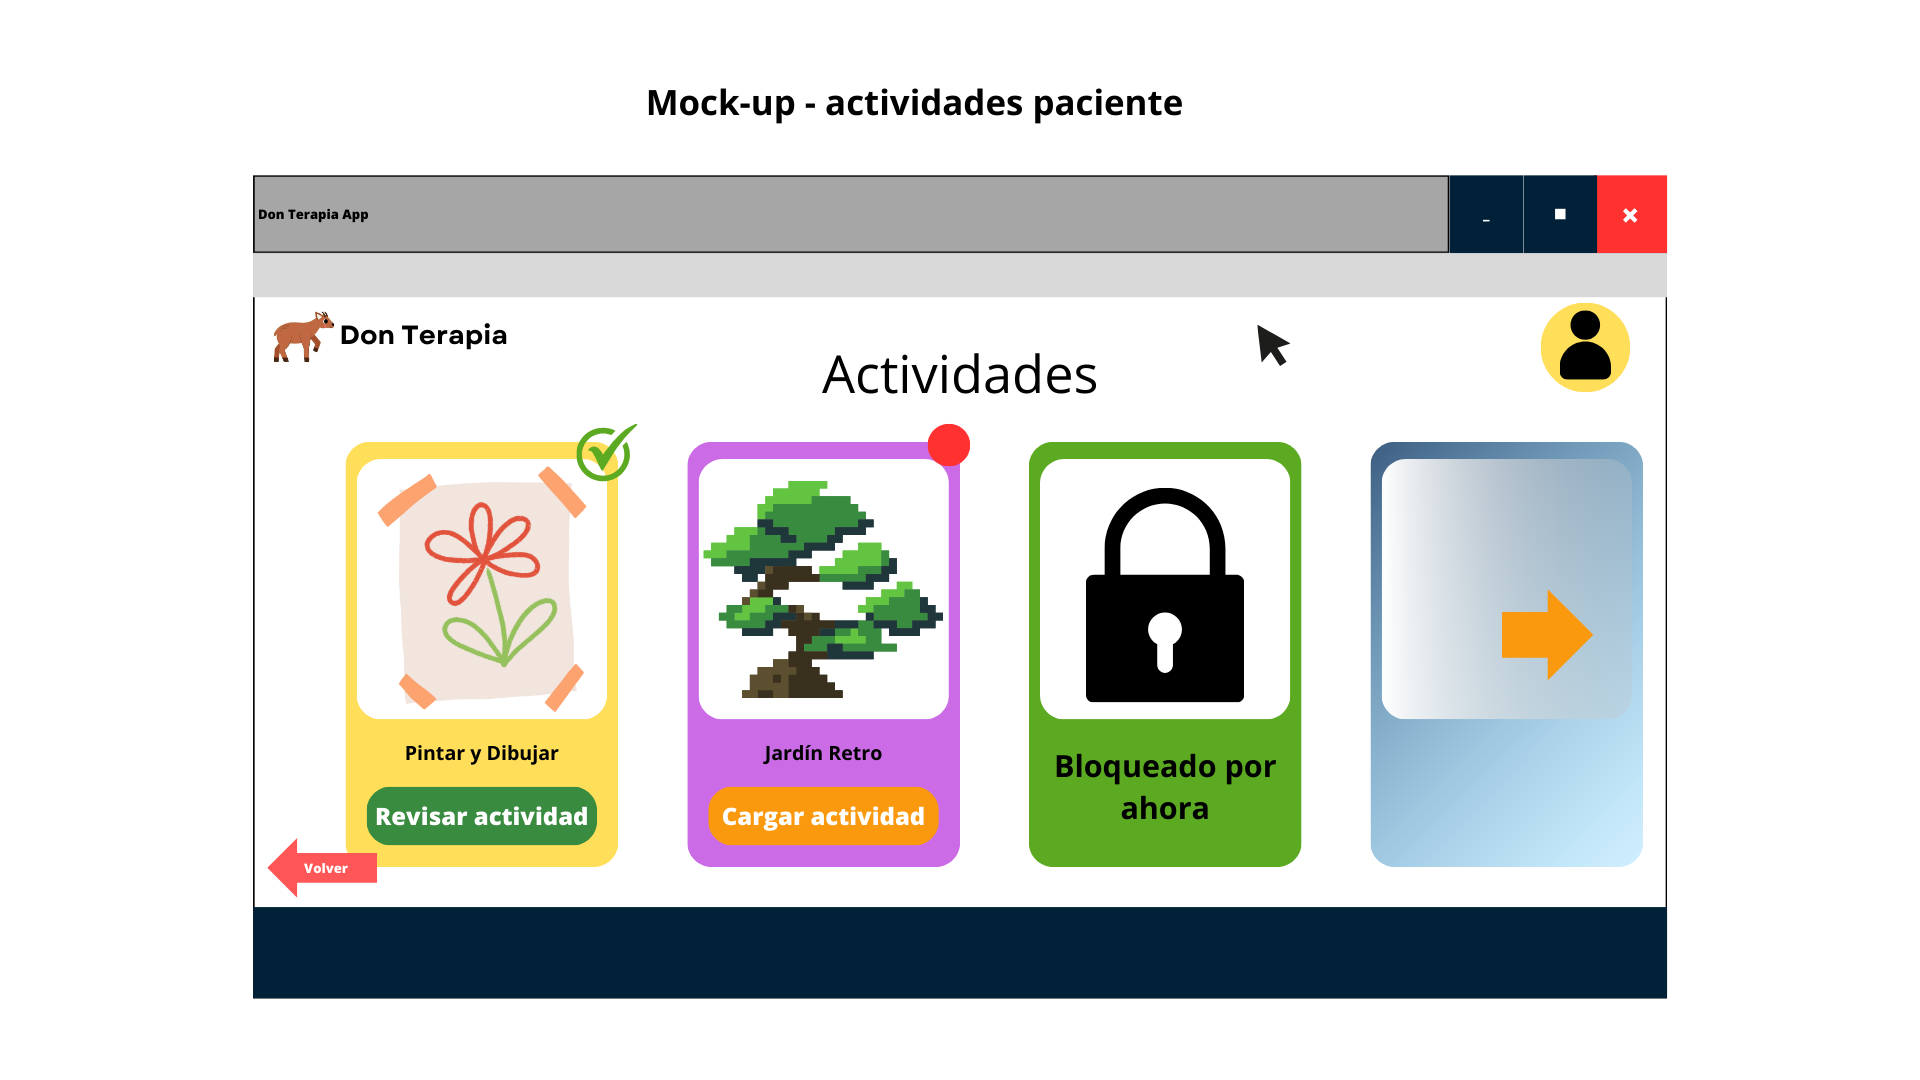 Mock-up - actividades paciente
Don Terapia App
Don Terapia
Actividades
Pintar y Dibujar
Revisar actividad
Jardín Retro
Cargar actividad
Bloqueado por
ahora
Volver